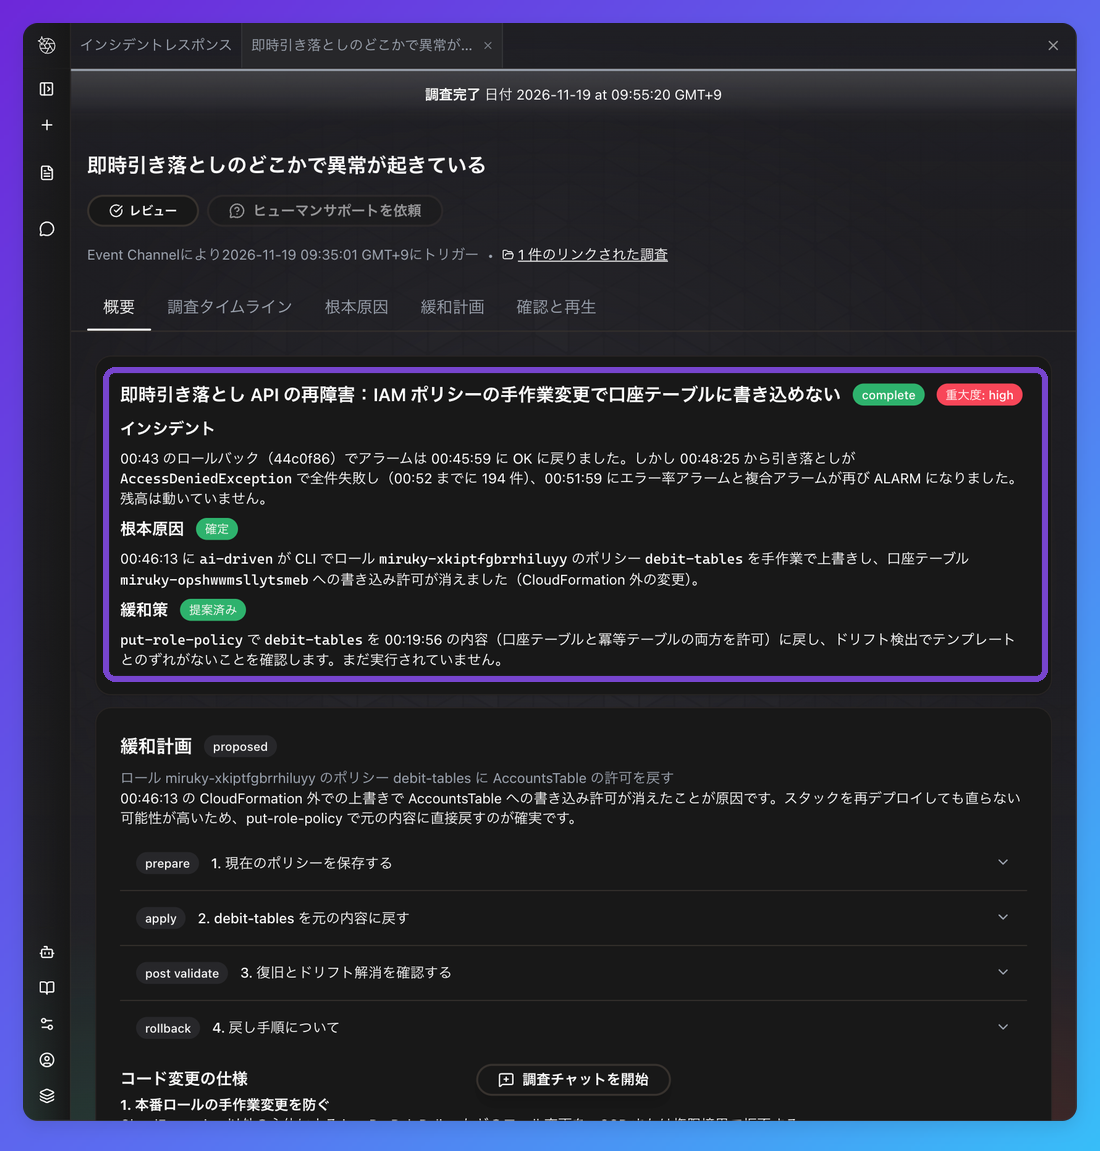 インシデントレスポンス
即時引き落としのどこかで異常が...
調査完了 日付 2026-11-19 at 09:55:20 GMT+9
即時引き落としのどこかで異常が起きている
レビュー
ヒューマンサポートを依頼
Event Channelにより2026-11-19 09:35:01 GMT+9にトリガー • 1 件のリンクされた調査
概要
調査タイムライン
根本原因
緩和計画
確認と再生
即時引き落とし API の再障害：IAM ポリシーの手作業変更で口座テーブルに書き込めない complete 重大度: high
インシデント
00:43 のロールバック（44c0f86）でアラームは 00:45:59 に OK に戻りました。しかし 00:48:25 から引き落としが
AccessDeniedException で全件失敗し（00:52 までに 194 件）、00:51:59 にエラー率アラームと複合アラームが再び ALARM になりました。
残高は動いていません。
根本原因 確定
00:46:13 に ai-driven が CLI でロール miruky-xkiptfgbrrhiluyy のポリシー debit-tables を手作業で上書きし、口座テーブル
miruky-opshwwmsllytsmeb への書き込み許可が消えました（CloudFormation 外の変更）。
緩和策 提案済み
put-role-policy で debit-tables を 00:19:56 の内容（口座テーブルと冪等テーブルの両方を許可）に戻し、ドリフト検出でテンプレート
とのずれがないことを確認します。まだ実行されていません。
緩和計画 proposed
ロール miruky-xkiptfgbrrhiluyy のポリシー debit-tables に AccountsTable の許可を戻す
00:46:13 の CloudFormation 外での上書きで AccountsTable への書き込み許可が消えたことが原因です。スタックを再デプロイしても直らない
可能性が高いため、put-role-policy で元の内容に直接戻すのが確実です。
prepare 1. 現在のポリシーを保存する
apply 2. debit-tables を元の内容に戻す
post validate 3. 復旧とドリフト解消を確認する
rollback 4. 戻し手順について
コード変更の仕様
調査チャットを開始
1. 本番ロールの手作業変更を防ぐ